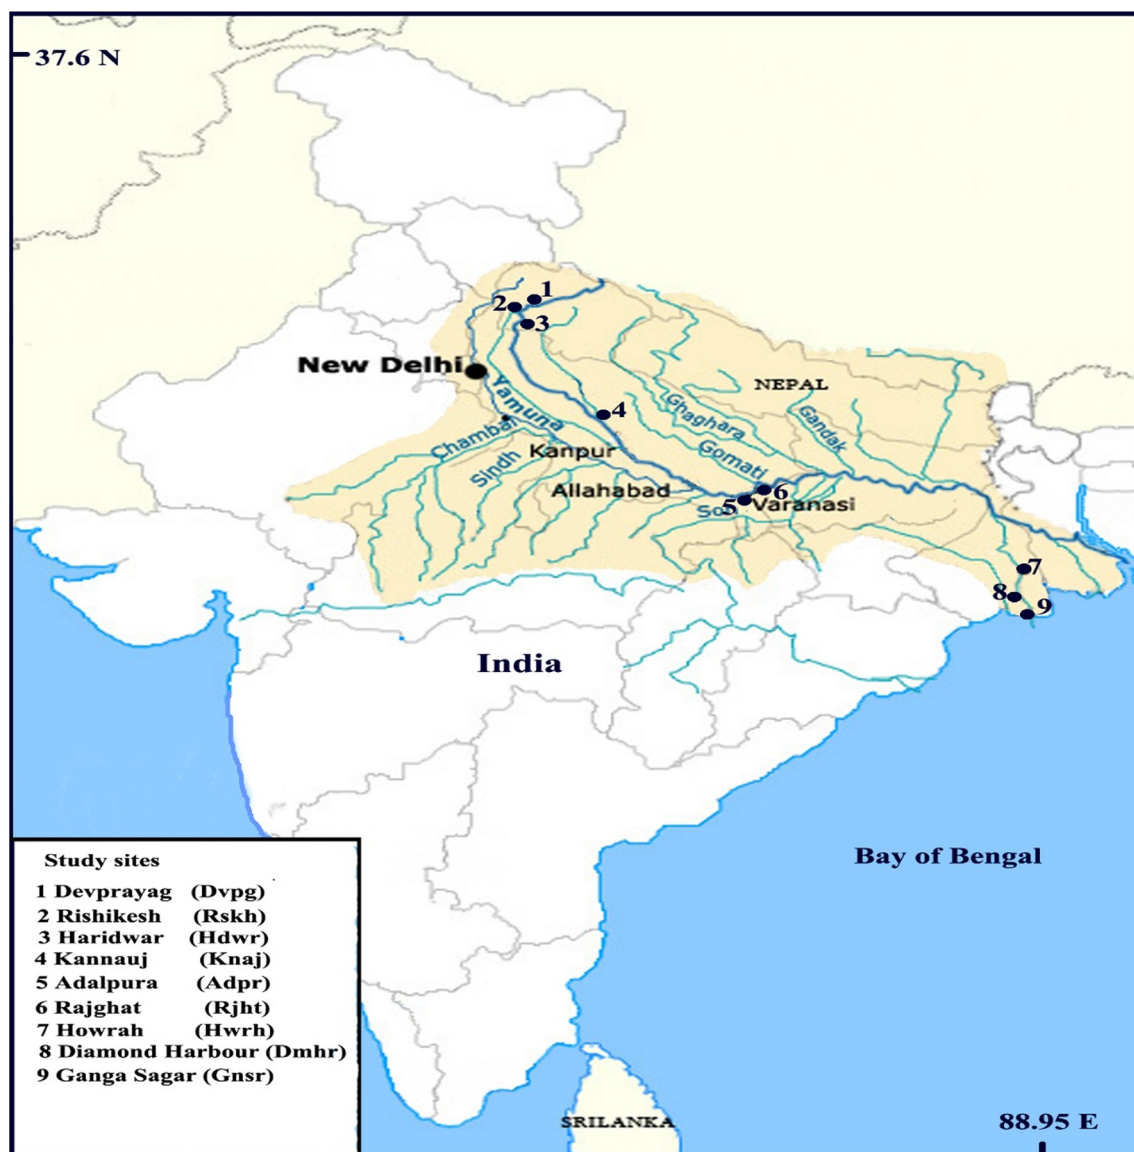 37.6 N
1
2
3
New Delhi
NEPAL
Yamuna
4
Ghaghara
Gandak
Chambal
Kanpur
Sindh
Gomati
Allahabad
6
5
Varanasi
Son
7
8
9
India
Bay of Bengal
Study sites
1 Devprayag (Dvpg)
2 Rishikesh (Rskh)
3 Haridwar (Hdwr)
4 Kannauj (Knaj)
5 Adalpura (Adpr)
6 Rajghat (Rjht)
7 Howrah (Hwrh)
8 Diamond Harbour (Dmhr)
9 Ganga Sagar (Gnsr)
SRILANKA
88.95 E